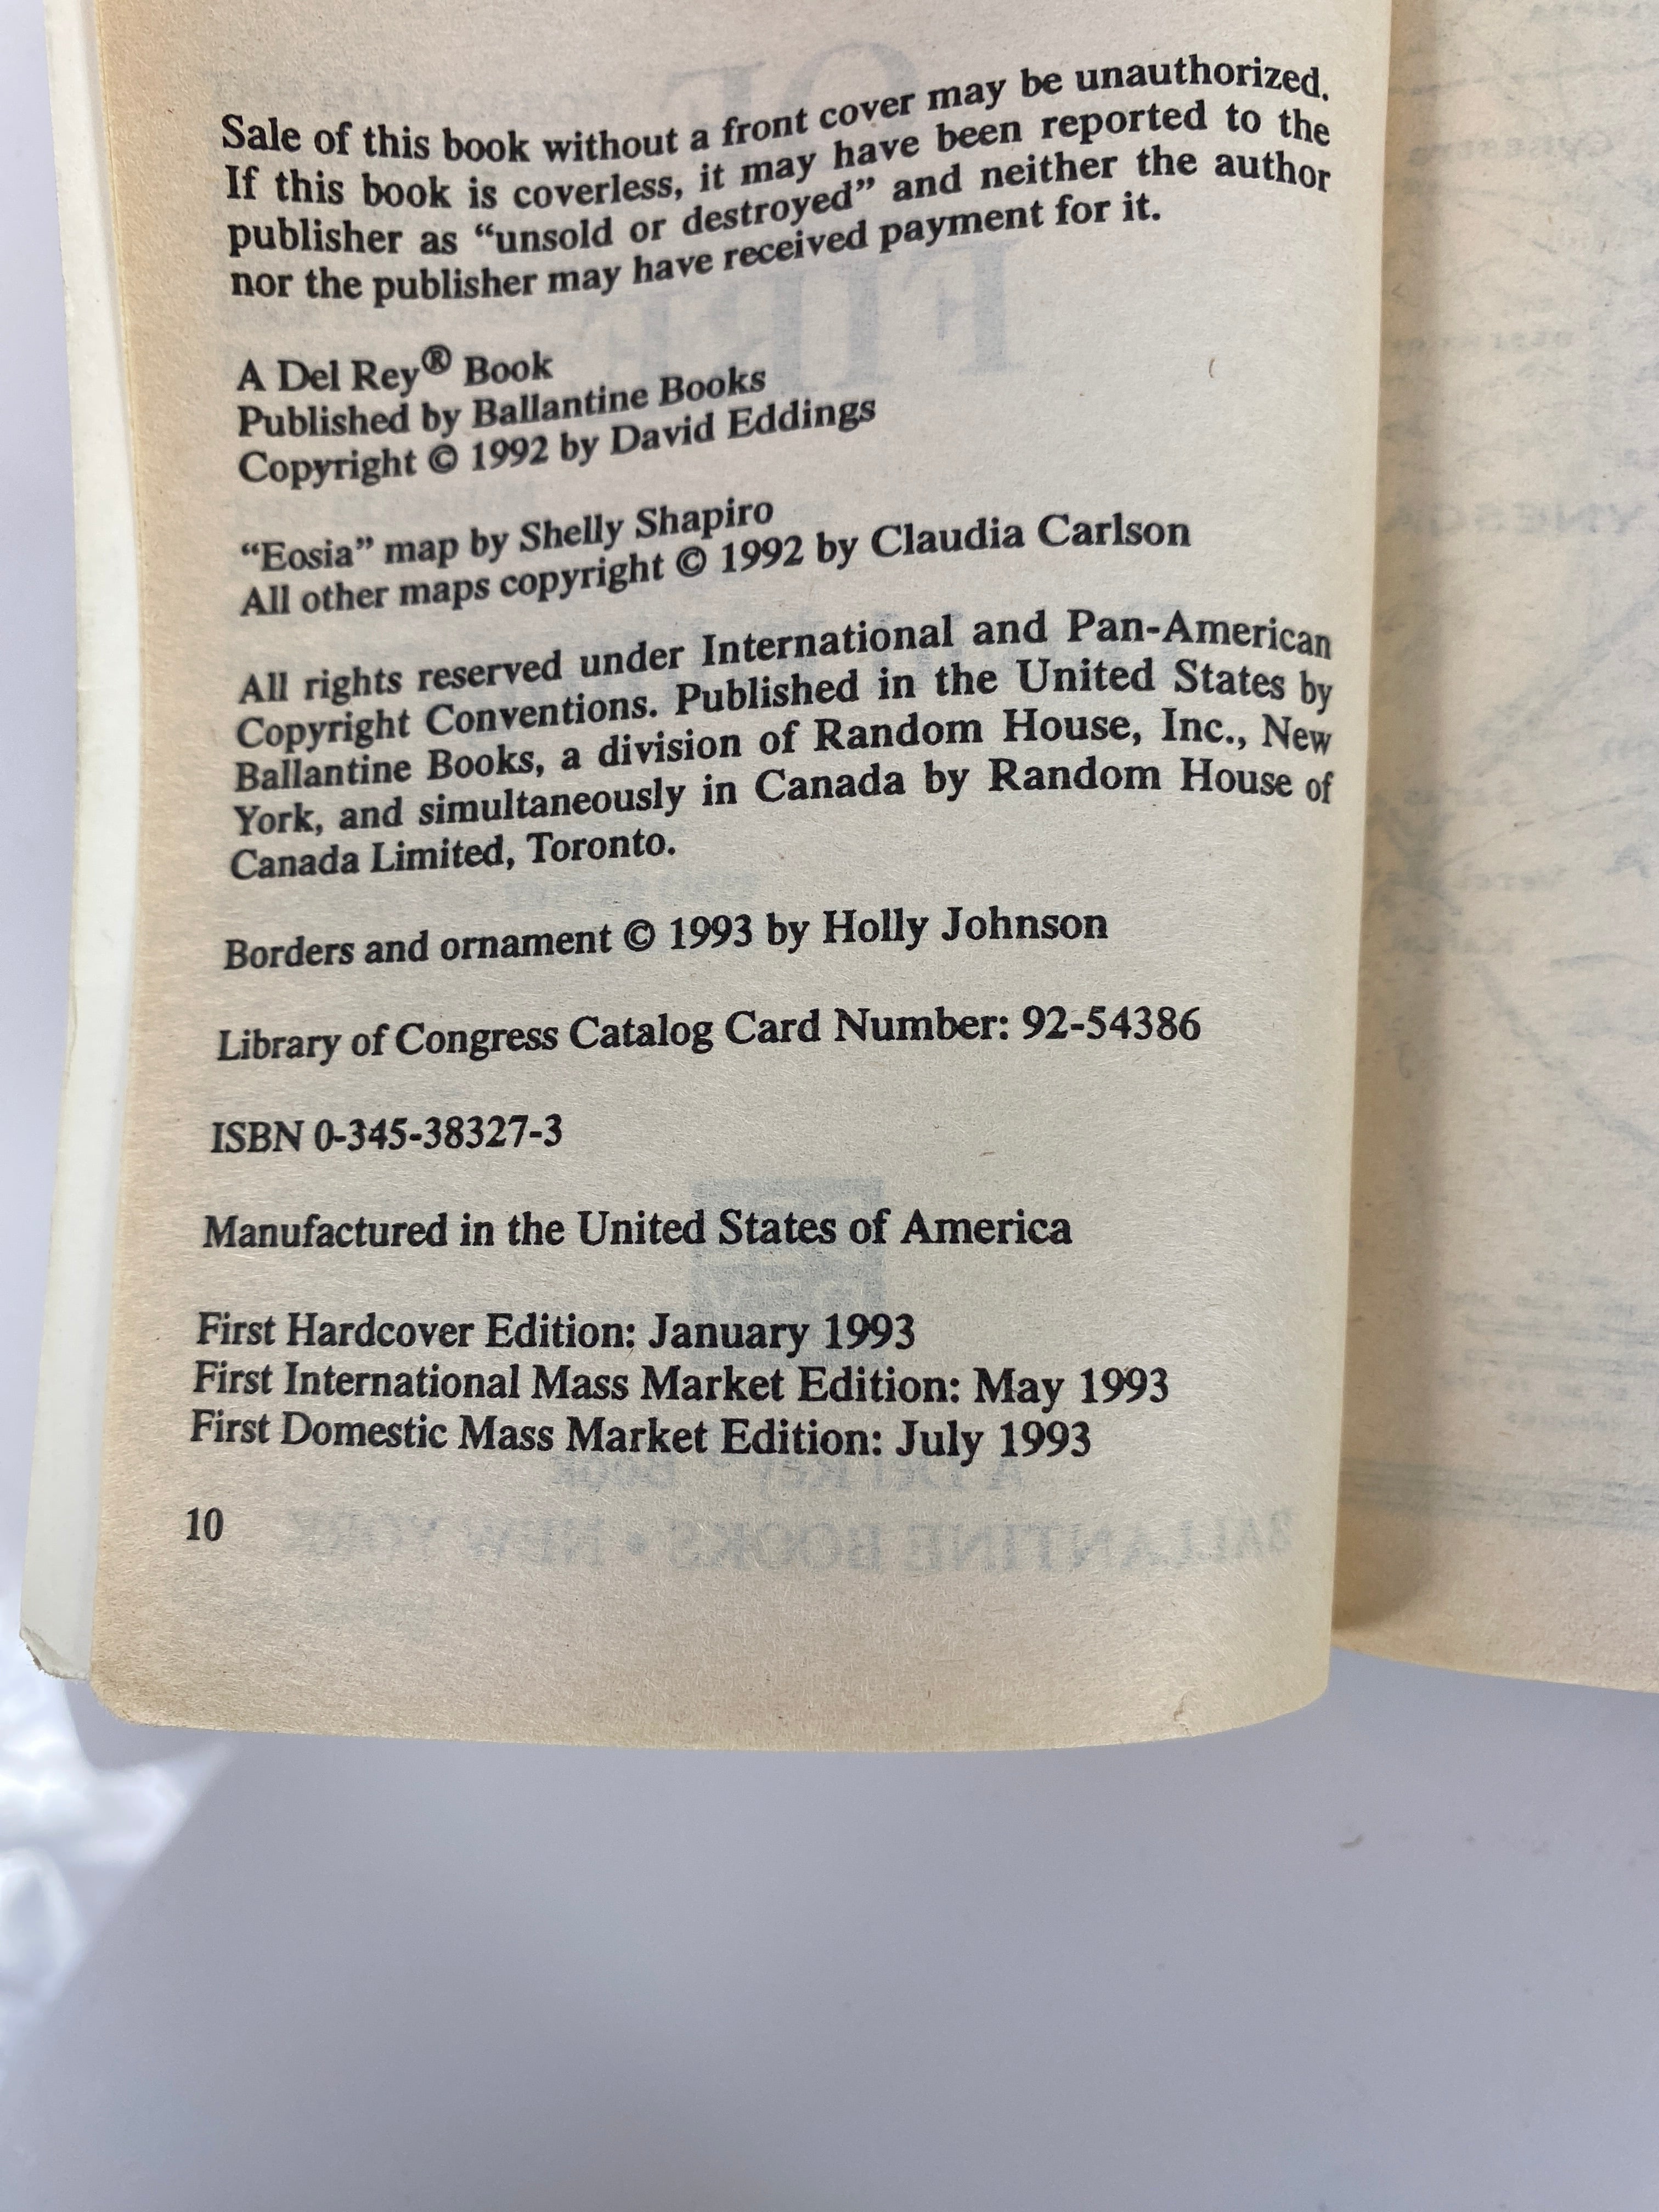 Sale of this book without a front cover may be unauthorized.
If this book is coverless, it may have been reported to the
publisher as “unsold or destroyed” and neither the author
nor the publisher may have received payment for it.
A Del Rey® Book
Published by Ballantine Books
Copyright © 1992 by David Eddings
“Eosia” map by Shelly Shapiro
All other maps copyright © 1992 by Claudia Carlson
All rights reserved under International and Pan-American
Copyright Conventions. Published in the United States by
Ballantine Books, a division of Random House, Inc., New
York, and simultaneously in Canada by Random House of
Canada Limited, Toronto.
Borders and ornament © 1993 by Holly Johnson
Library of Congress Catalog Card Number: 92-54386
ISBN 0-345-38327-3
Manufactured in the United States of America
First Hardcover Edition: January 1993
First International Mass Market Edition: May 1993
First Domestic Mass Market Edition: July 1993
10